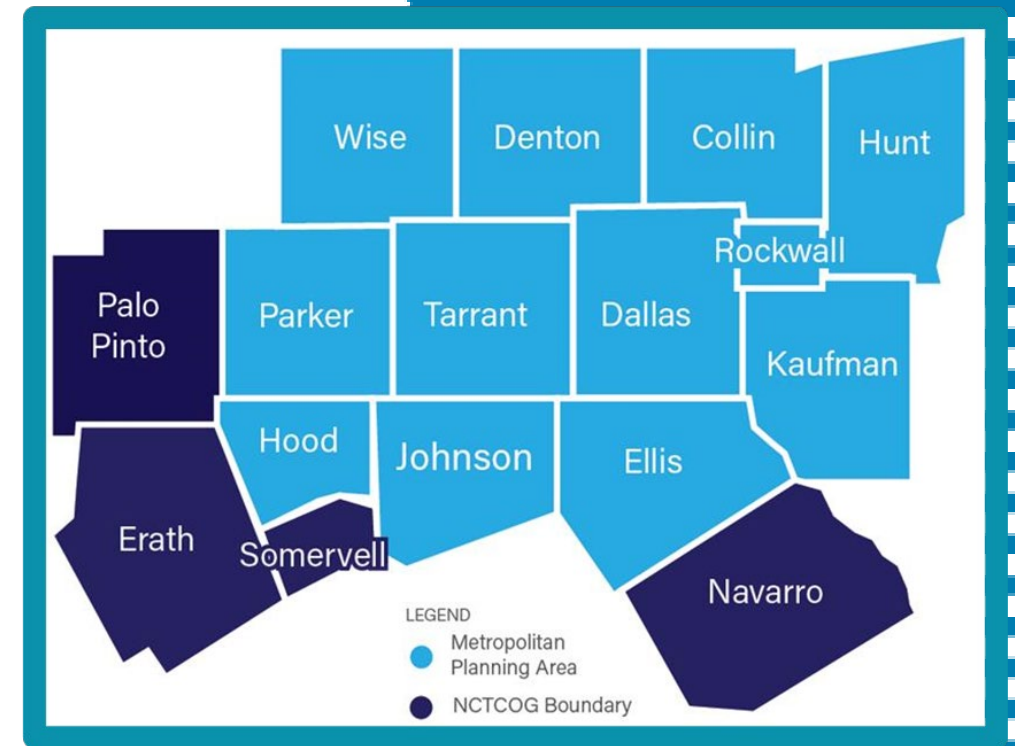 Wise
Denton
Collin
Hunt
Rockwall
Palo
Pinto
Parker
Tarrant
Dallas
Kaufman
Hood
Johnson
Ellis
Erath
Somervell
Navarro
LEGEND
Metropolitan
Planning Area
NCTCOG Boundary